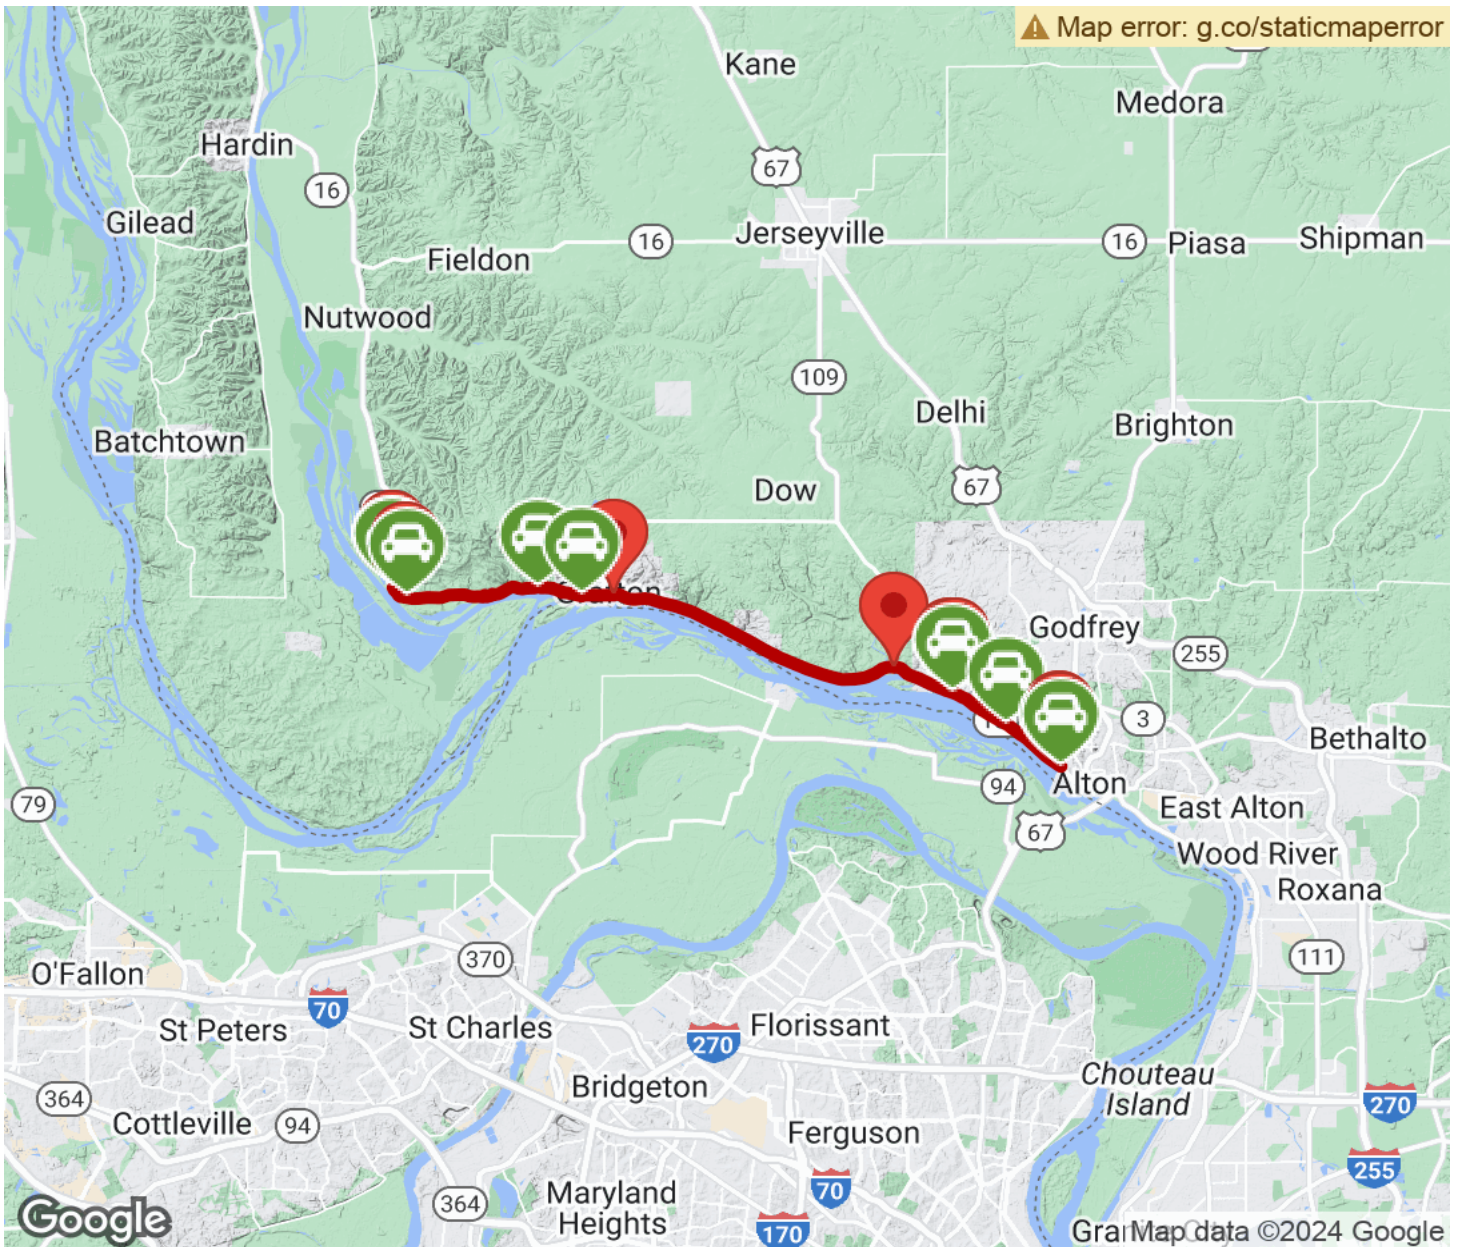 Map error: g.co/staticmaperror
Kane
Medora
Hardin
67
16
Gilead
Jerseyville
16
16
Piasa
Shipman
Fieldon
Nutwood
109
Delhi
Brighton
Batchtown
67
Dow
Grafton
Godfrey
255
3
Bethalto
79
94
Alton
East Alton
67
Wood River
Roxana
O'Fallon
370
111
70
St Peters
St Charles
Florissant
270
Chouteau
Island
Bridgeton
364
Cottleville
94
270
Ferguson
255
Maryland
Heights
70
364
170
Google
Map data ©2024 Google